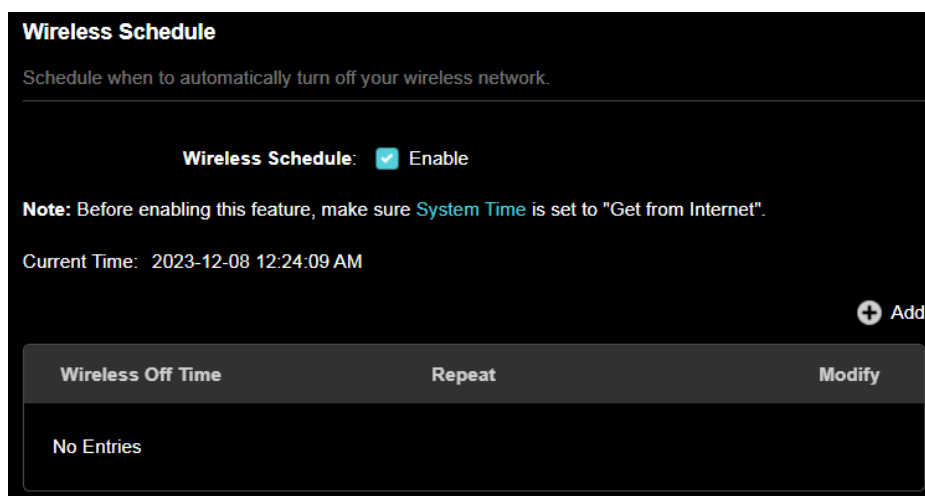 Wireless Schedule
Schedule when to automatically turn off your wireless network.
Wireless Schedule: Enable
Note: Before enabling this feature, make sure System Time is set to "Get from Internet".
Current Time: 2023-12-08 12:24:09 AM
Add
Wireless Off Time Repeat Modify
No Entries